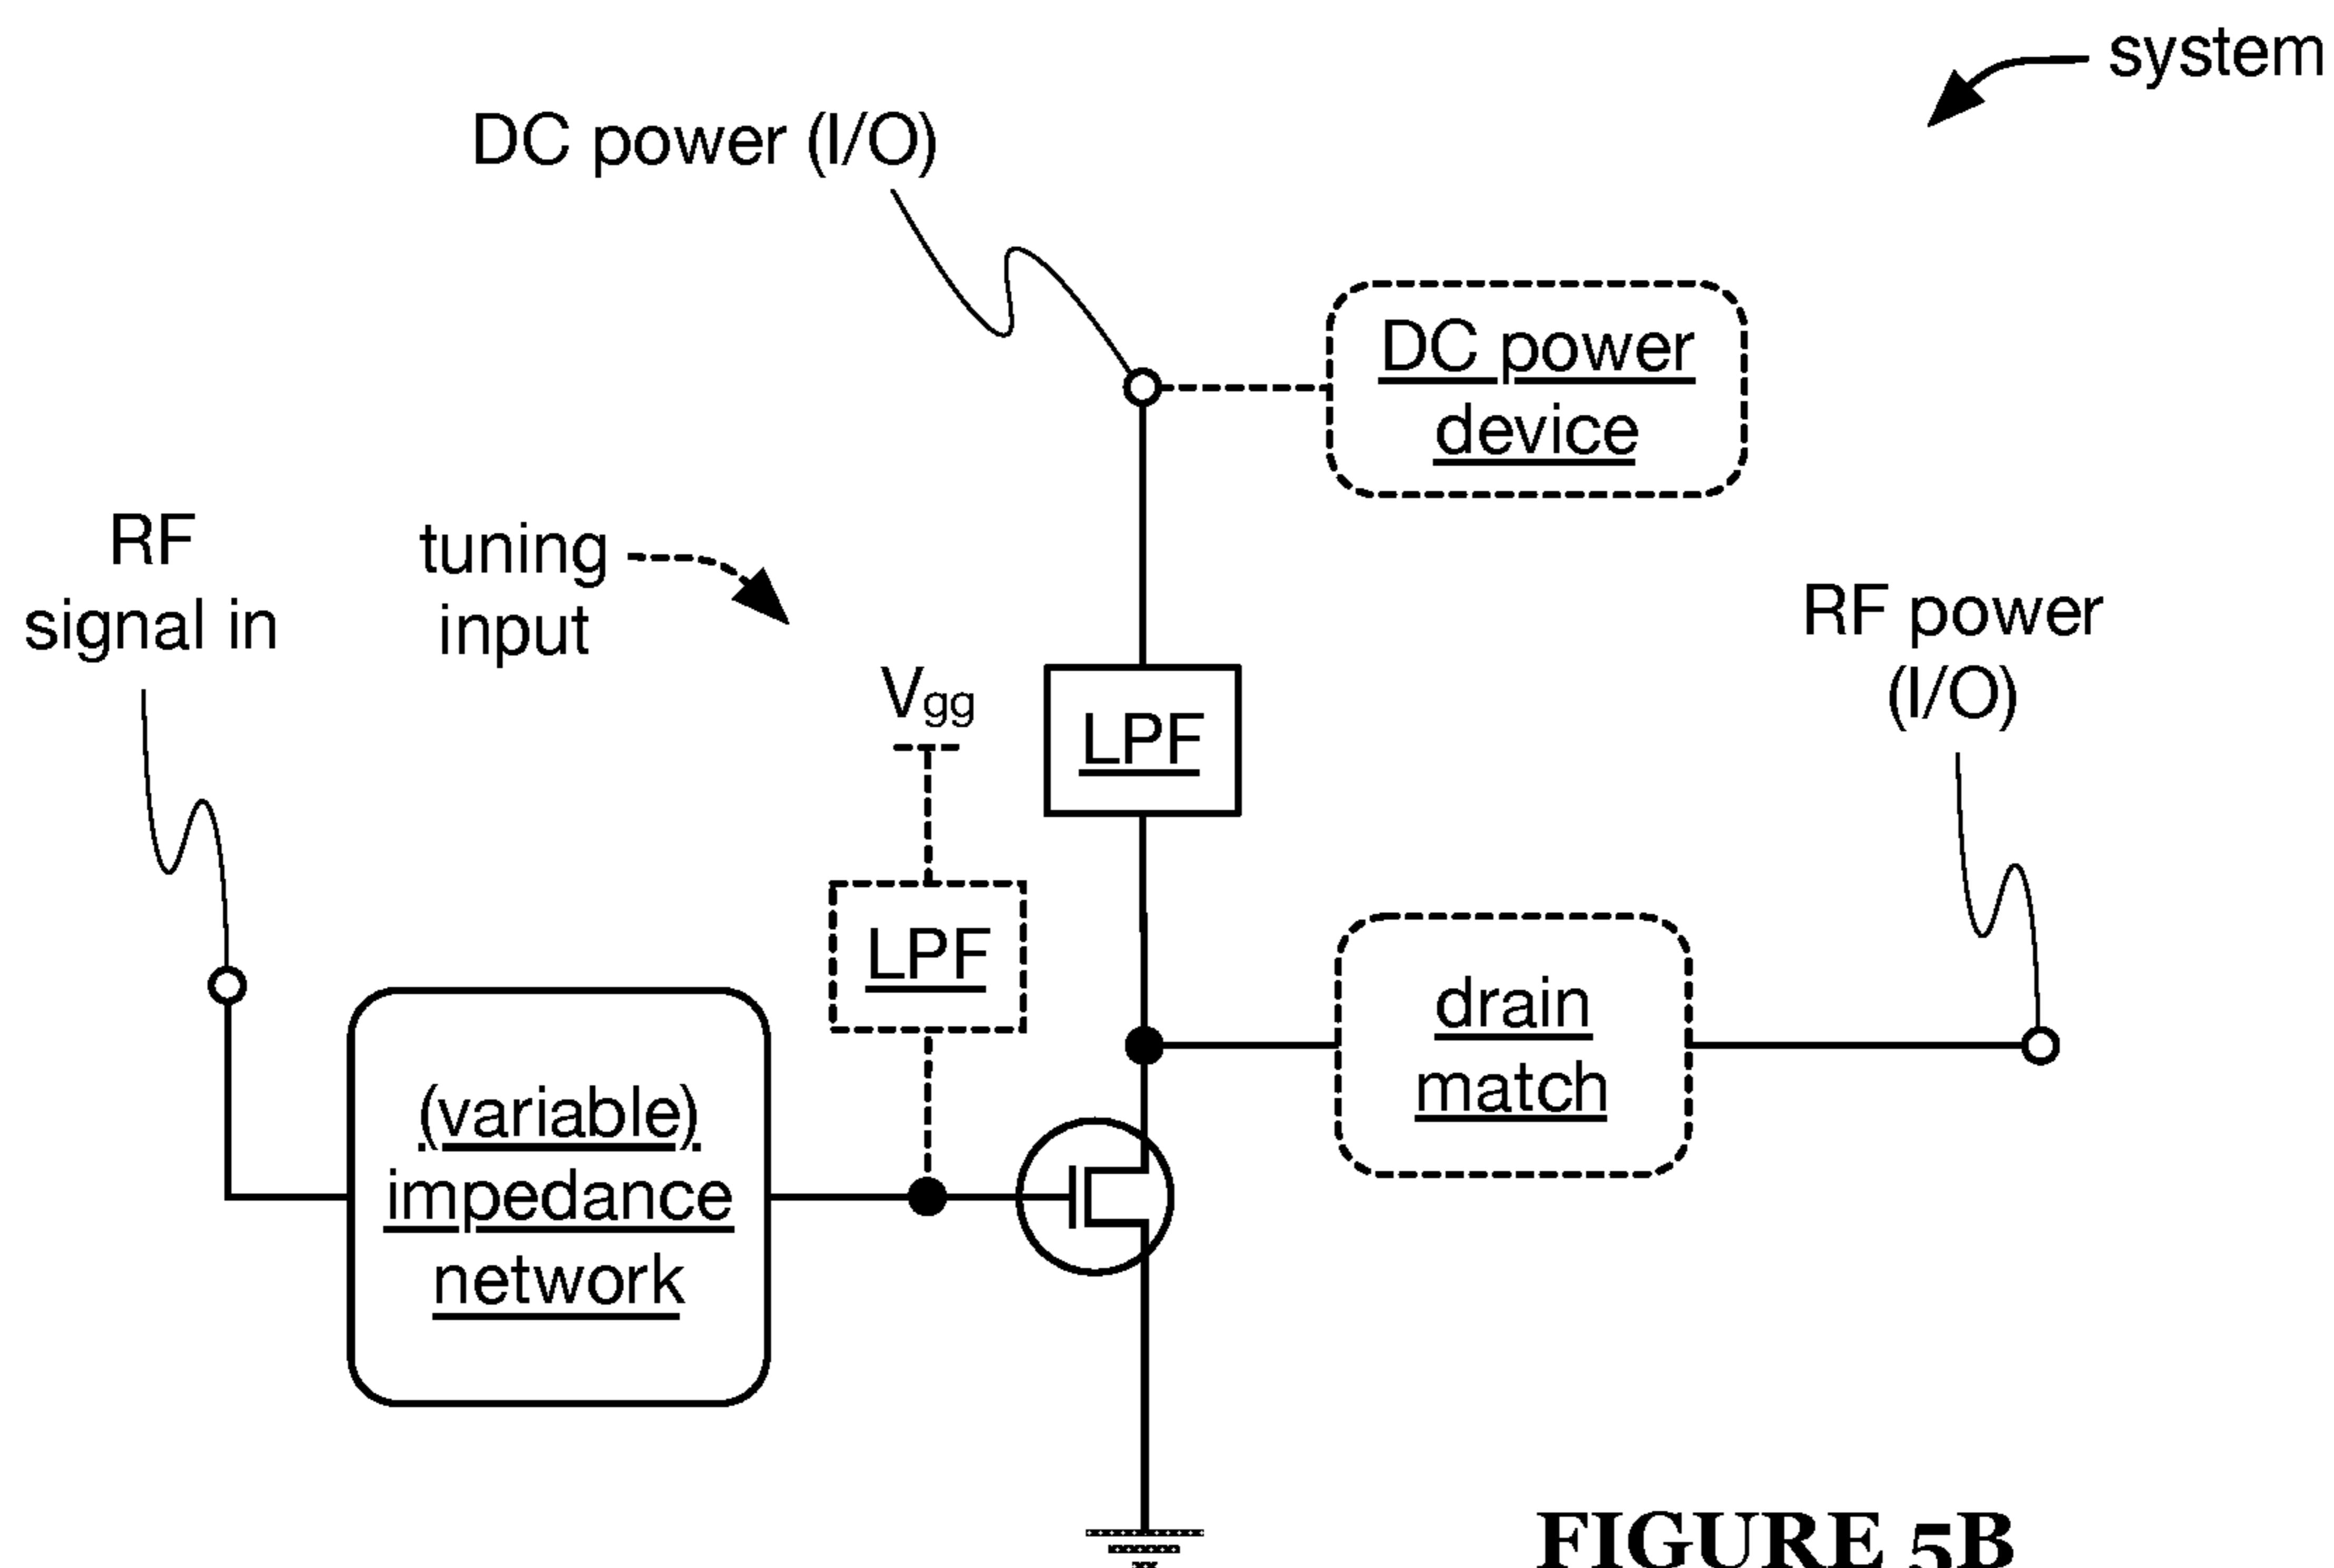 system
DC power (I/O)
DC power
device
RF
signal in
tuning
input
RF power
(I/O)
Vgg
LPF
LPF
drain
match
(variable)
impedance
network
FIGURE 5B